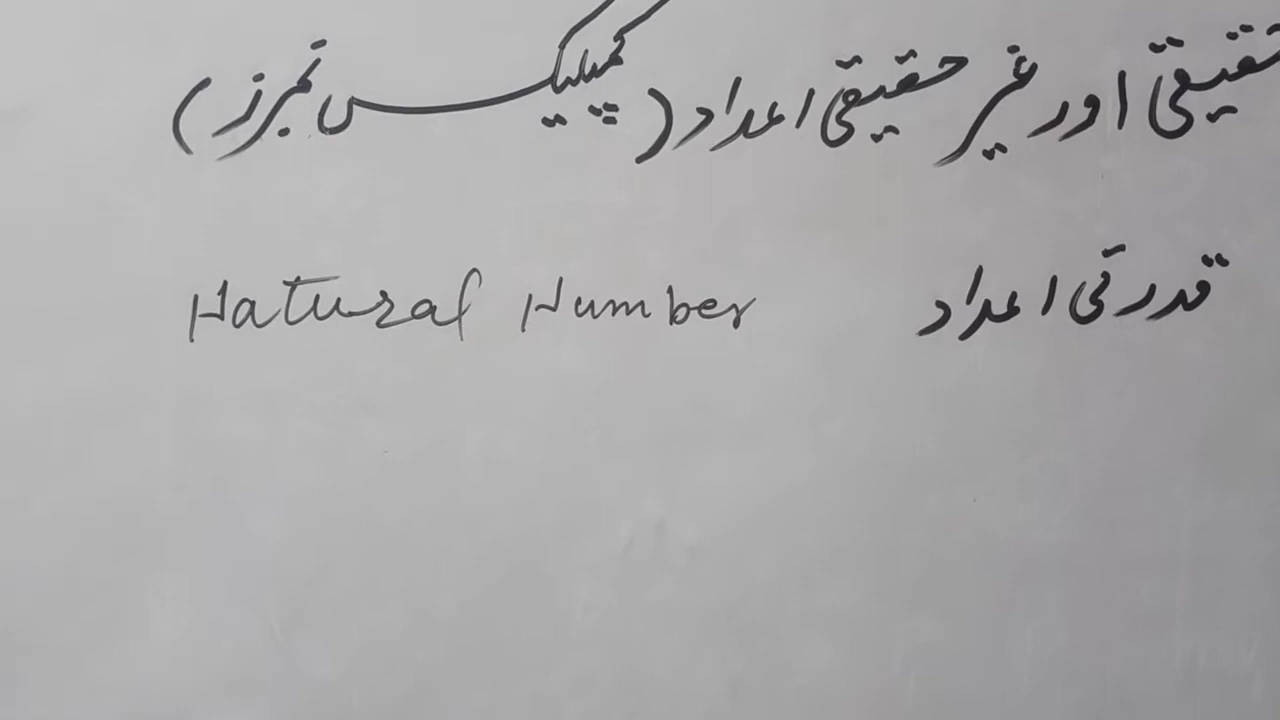 حقیقی اور غیر حقیقی اعداد (کمپلیکس نمبرز)
قدرتی اعداد Natural Number